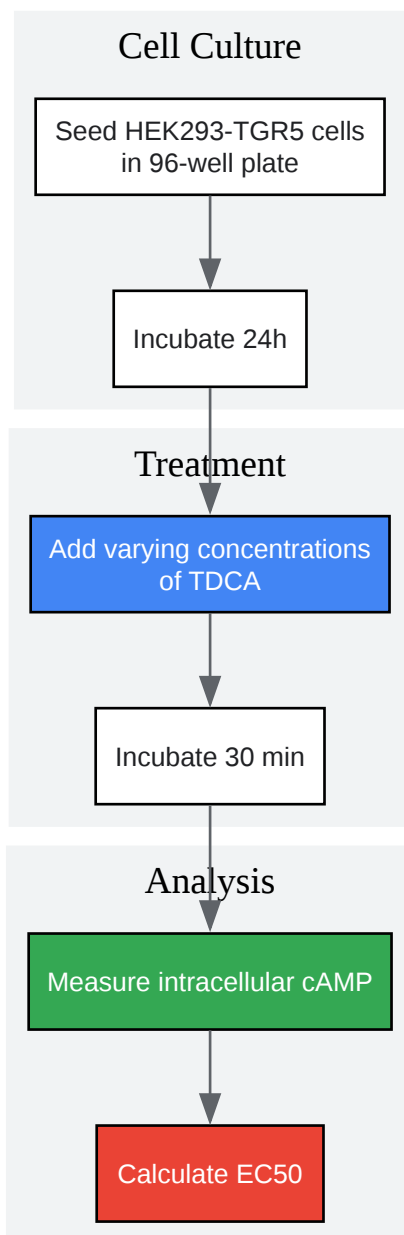 Cell Culture
Seed HEK293-TGR5 cells
in 96-well plate
Incubate 24h
Treatment
Add varying concentrations
of TDCA
Incubate 30 min
Analysis
Measure intracellular cAMP
Calculate EC50